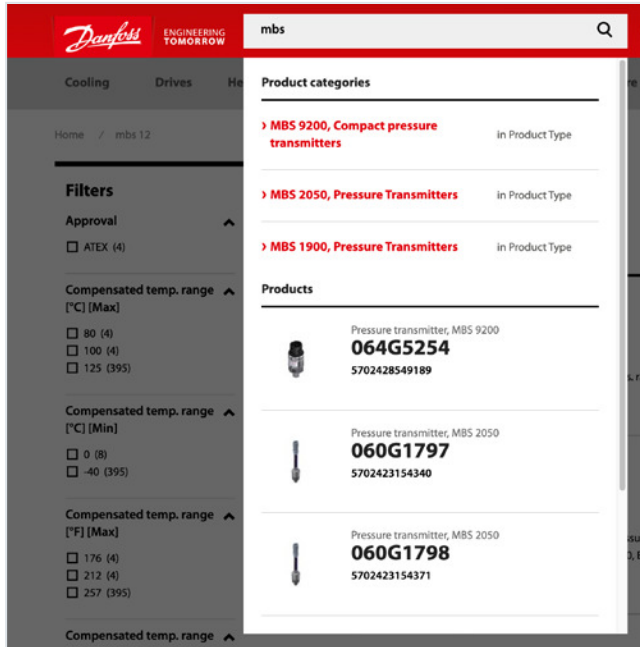 Danfoss
ENGINEERING
TOMORROW
mbs
Cooling Drives
Home / mbs 12
Filters
Approval
ATEX (4)
Compensated temp. range
[°C] [Max]
80 (4)
100 (4)
125 (395)
Compensated temp. range
[°C] [Min]
0 (8)
-40 (395)
Compensated temp. range
[°F] [Max]
176 (4)
212 (4)
257 (395)
Compensated temp. range
Product categories
› MBS 9200, Compact pressure
transmitters
in Product Type
› MBS 2050, Pressure Transmitters in Product Type
› MBS 1900, Pressure Transmitters in Product Type
Products
Pressure transmitter, MBS 9200
064G5254
5702428549189
Pressure transmitter, MBS 2050
060G1797
5702423154340
Pressure transmitter, MBS 2050
060G1798
5702423154371